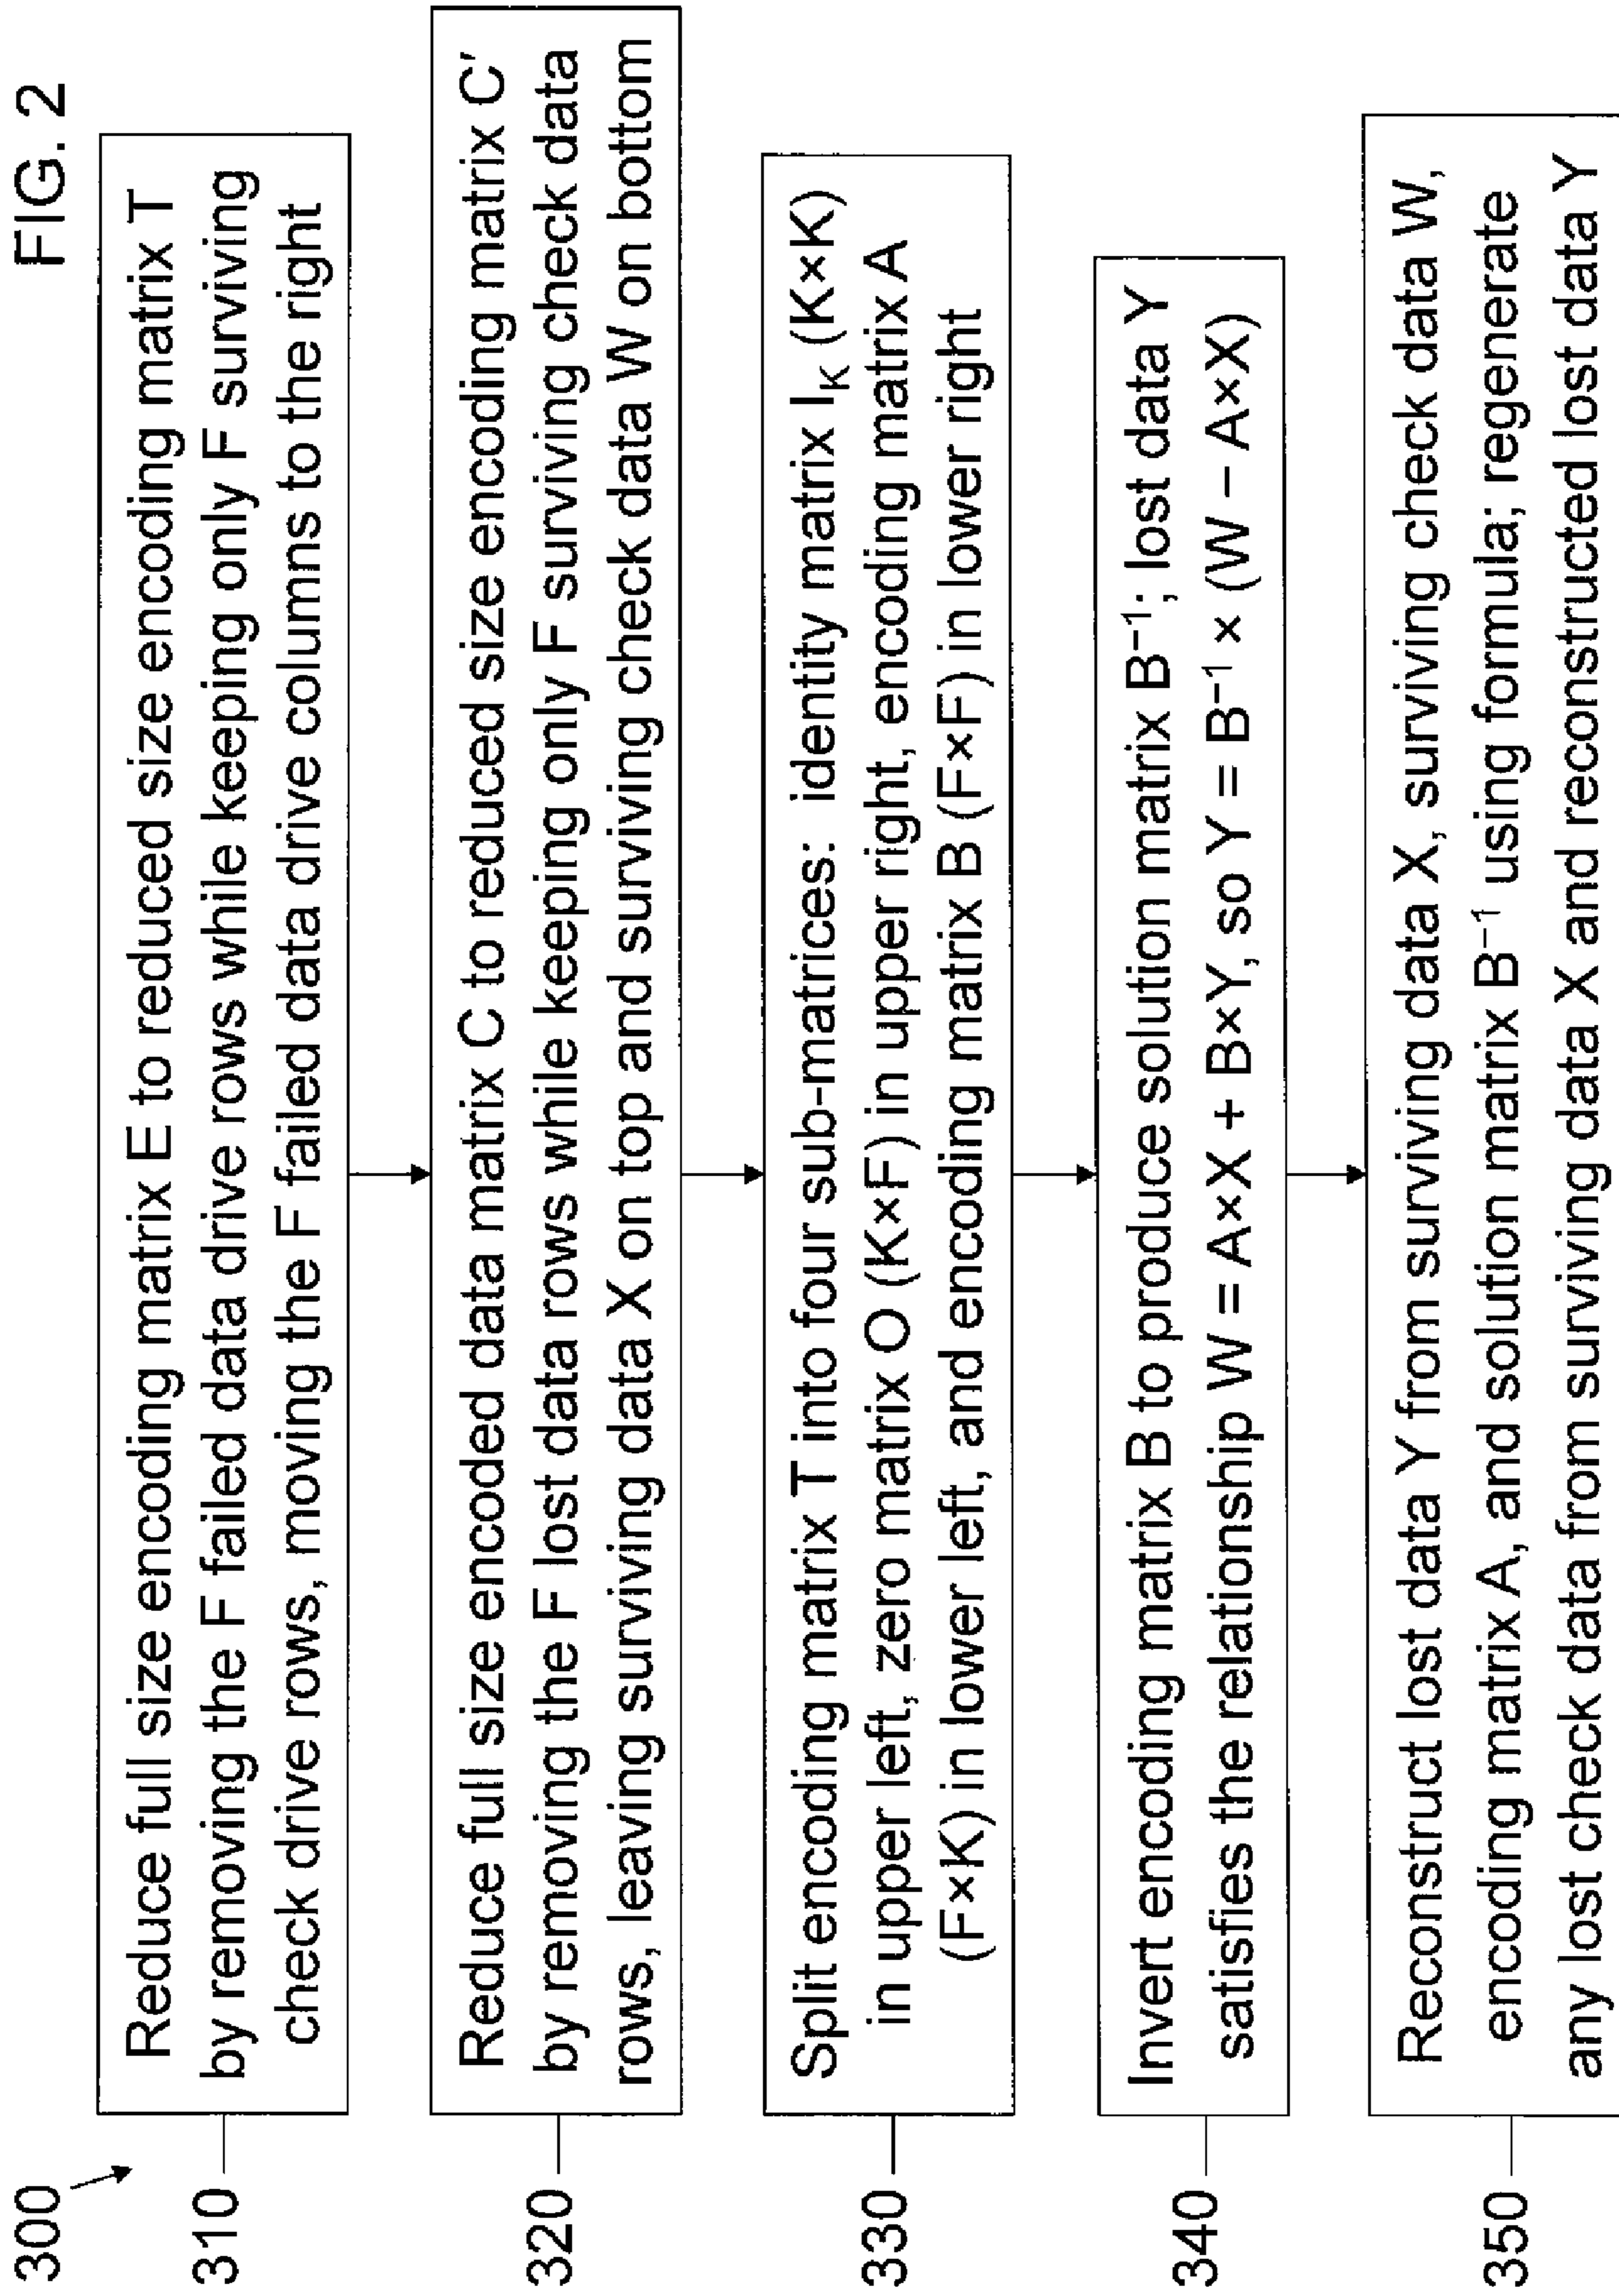 FIG. 2
300
310
Reduce full size encoding matrix E to reduced size encoding matrix T
by removing the F failed data drive rows while keeping only F surviving
check drive rows, moving the F failed data drive columns to the right
320
Reduce full size encoded data matrix C to reduced size encoding matrix C'
by removing the F lost data rows while keeping only F surviving check data
rows, leaving surviving data X on top and surviving check data W on bottom
330
Split encoding matrix T into four sub-matrices: identity matrix I_K (K×K)
in upper left, zero matrix O (K×F) in upper right, encoding matrix A
(F×K) in lower left, and encoding matrix B (F×F) in lower right
340
Invert encoding matrix B to produce solution matrix B⁻¹; lost data Y
satisfies the relationship W = A×X + B×Y, so Y = B⁻¹ × (W – A×X)
350
Reconstruct lost data Y from surviving data X, surviving check data W,
encoding matrix A, and solution matrix B⁻¹ using formula; regenerate
any lost check data from surviving data X and reconstructed lost data Y